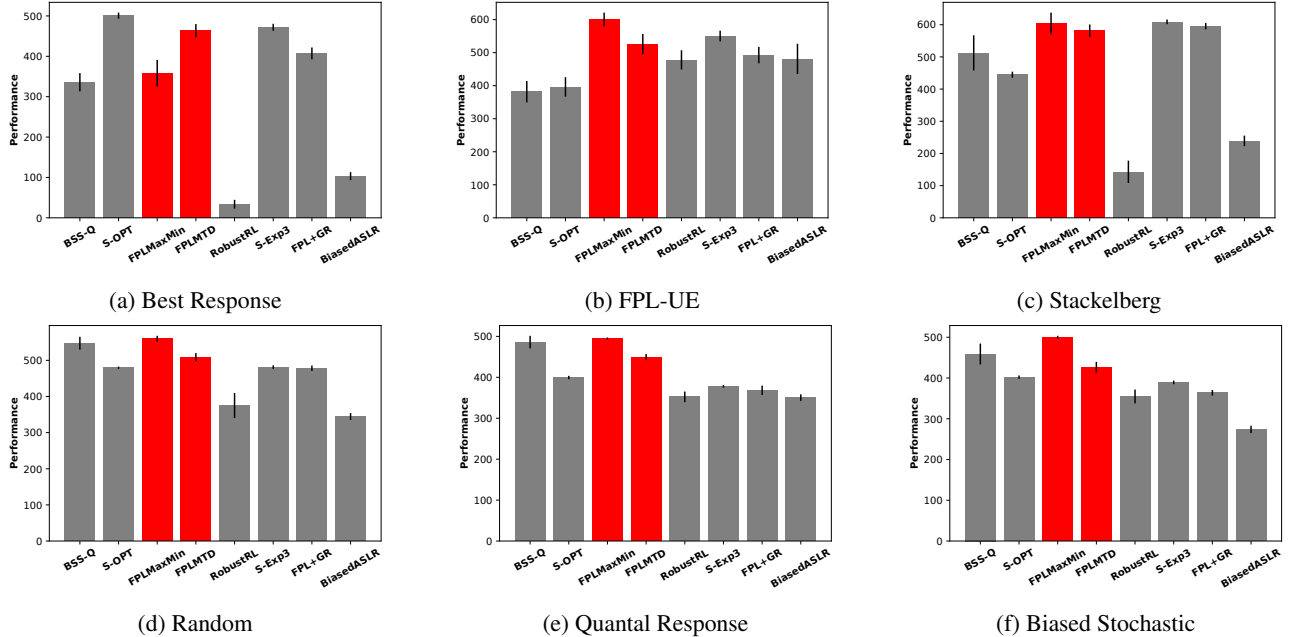 500
400
300
200
100
0
Performance
BSS-Q
S-OPT
FPLMaxMin
FPLMTD
RobustRL
S-Exp3
FPL+GR
BiasedASLR
(a) Best Response
600
500
400
300
200
100
0
Performance
BSS-Q
S-OPT
FPLMaxMin
FPLMTD
RobustRL
S-Exp3
FPL+GR
BiasedASLR
(b) FPL-UE
600
500
400
300
200
100
0
Performance
BSS-Q
S-OPT
FPLMaxMin
FPLMTD
RobustRL
S-Exp3
FPL+GR
BiasedASLR
(c) Stackelberg
500
400
300
200
100
0
Performance
BSS-Q
S-OPT
FPLMaxMin
FPLMTD
RobustRL
S-Exp3
FPL+GR
BiasedASLR
(d) Random
500
400
300
200
100
0
Performance
BSS-Q
S-OPT
FPLMaxMin
FPLMTD
RobustRL
S-Exp3
FPL+GR
BiasedASLR
(e) Quantal Response
500
400
300
200
100
0
Performance
BSS-Q
S-OPT
FPLMaxMin
FPLMTD
RobustRL
S-Exp3
FPL+GR
BiasedASLR
(f) Biased Stochastic